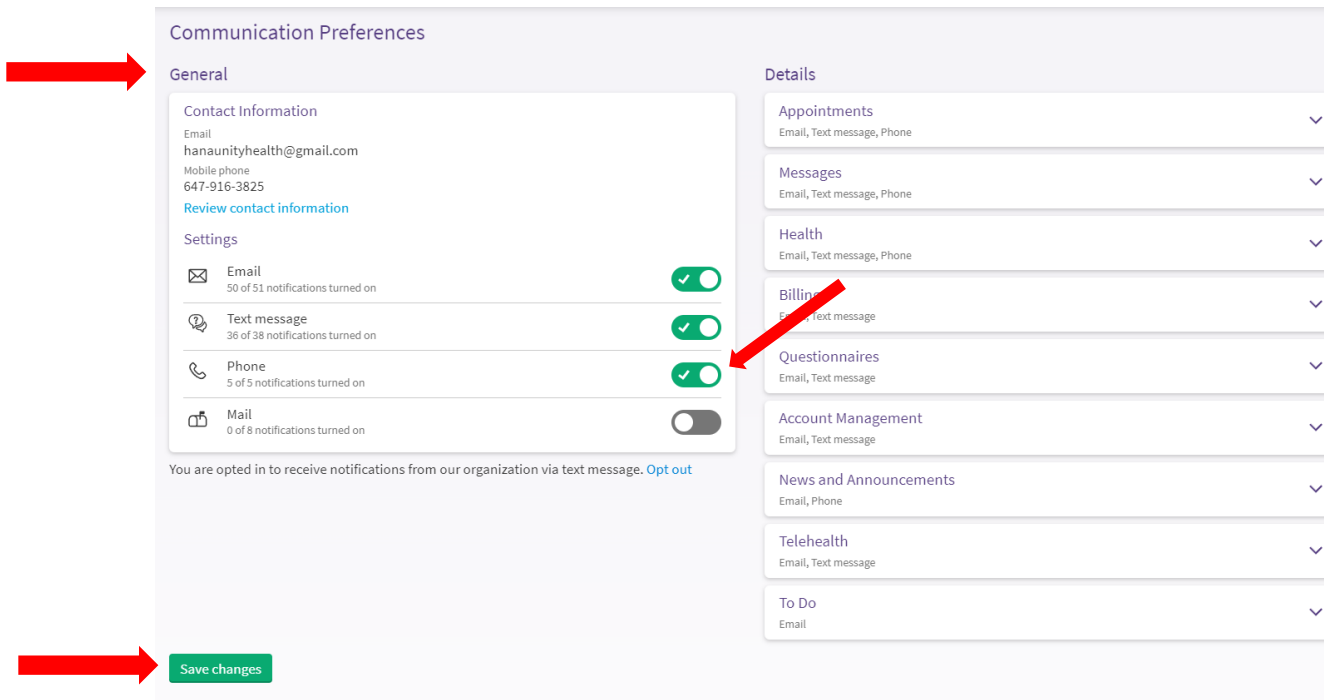 Communication Preferences
General
Contact Information
Email
hanaunityhealth@gmail.com
Mobile phone
647-916-3825
Review contact information
Settings
Email
50 of 51 notifications turned on
Text message
36 of 38 notifications turned on
Phone
5 of 5 notifications turned on
Mail
0 of 8 notifications turned on
You are opted in to receive notifications from our organization via text message. Opt out
Save changes
Details
Appointments
Email, Text message, Phone
Messages
Email, Text message, Phone
Health
Email, Text message, Phone
Billing
Email, Text message
Questionnaires
Email, Text message
Account Management
Email, Text message
News and Announcements
Email, Phone
Telehealth
Email, Text message
To Do
Email